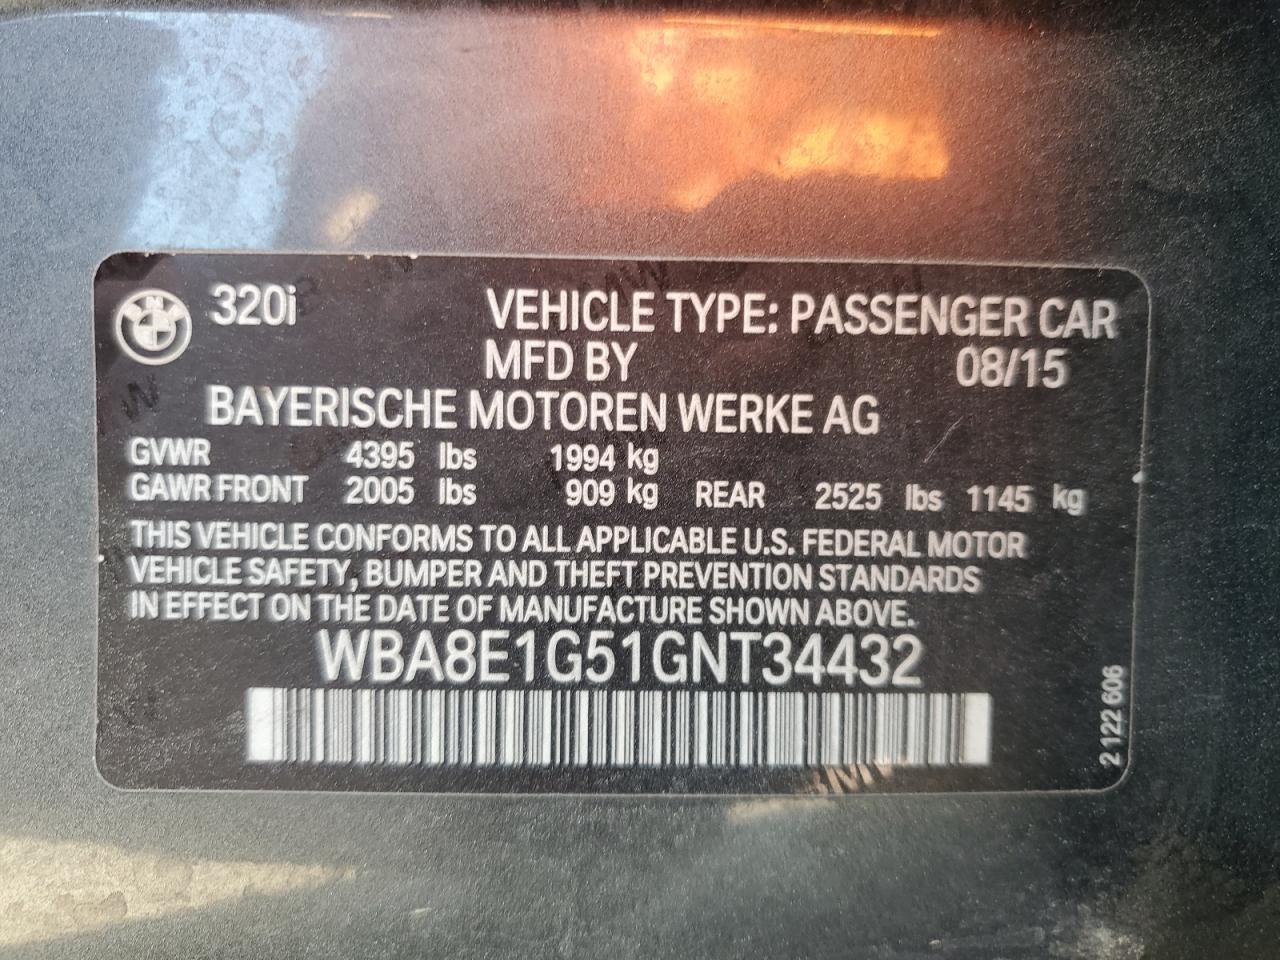 320i VEHICLE TYPE: PASSENGER CAR
MFD BY 08/15
BAYERISCHE MOTOREN WERKE AG
GVWR 4395 lbs 1994 kg
GAWR FRONT 2005 lbs 909 kg REAR 2525 lbs 1145 kg
THIS VEHICLE CONFORMS TO ALL APPLICABLE U.S. FEDERAL MOTOR
VEHICLE SAFETY, BUMPER AND THEFT PREVENTION STANDARDS
IN EFFECT ON THE DATE OF MANUFACTURE SHOWN ABOVE.
WBA8E1G51GNT34432
2 122 606
BMW